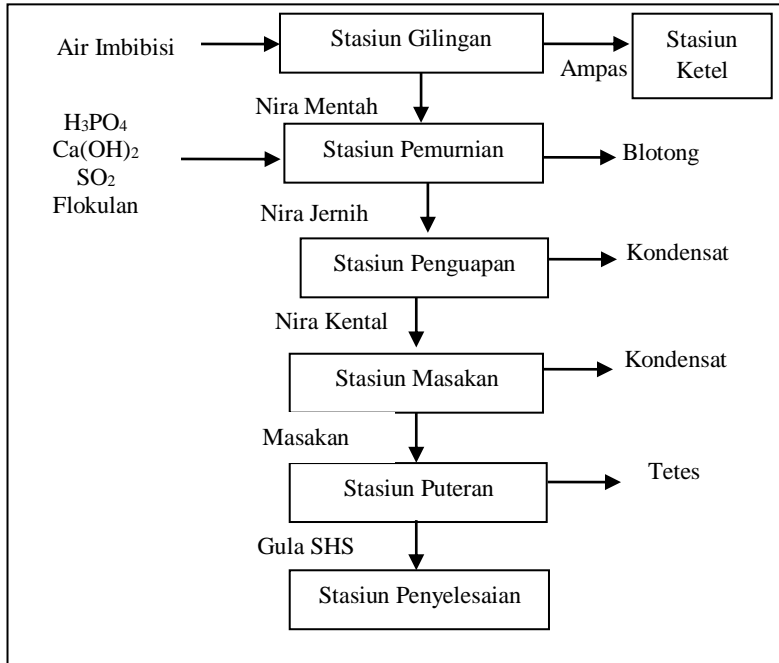 Air Imbibisi
Stasiun Gilingan
Ampas
Stasiun
Ketel
Nira Mentah
H₃PO₄
Ca(OH)₂
SO₂
Flokulan
Stasiun Pemurnian
Blotong
Nira Jernih
Stasiun Penguapan
Kondensat
Nira Kental
Stasiun Masakan
Kondensat
Masakan
Stasiun Puteran
Tetes
Gula SHS
Stasiun Penyelesaian